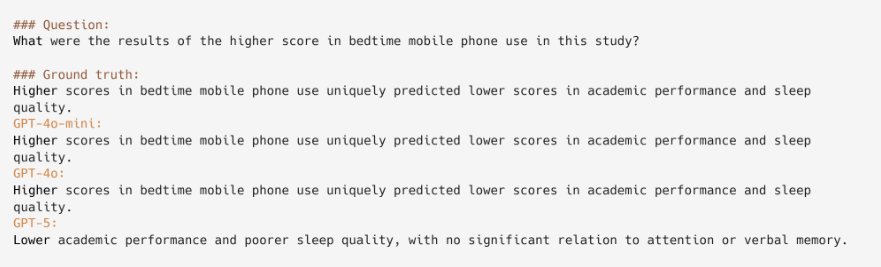 ### Question:
What were the results of the higher score in bedtime mobile phone use in this study?
### Ground truth:
Higher scores in bedtime mobile phone use uniquely predicted lower scores in academic performance and sleep
quality.
GPT-4o-mini:
Higher scores in bedtime mobile phone use uniquely predicted lower scores in academic performance and sleep
quality.
GPT-4o:
Higher scores in bedtime mobile phone use uniquely predicted lower scores in academic performance and sleep
quality.
GPT-5:
Lower academic performance and poorer sleep quality, with no significant relation to attention or verbal memory.